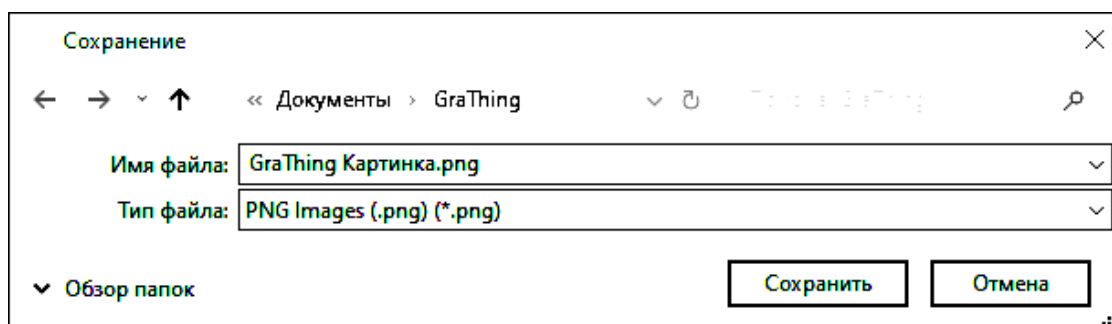 Сохранение
« Документы › GraThing
Имя файла: GraThing Картинка.png
Тип файла: PNG Images (.png) (*.png)
Обзор папок
Сохранить Отмена